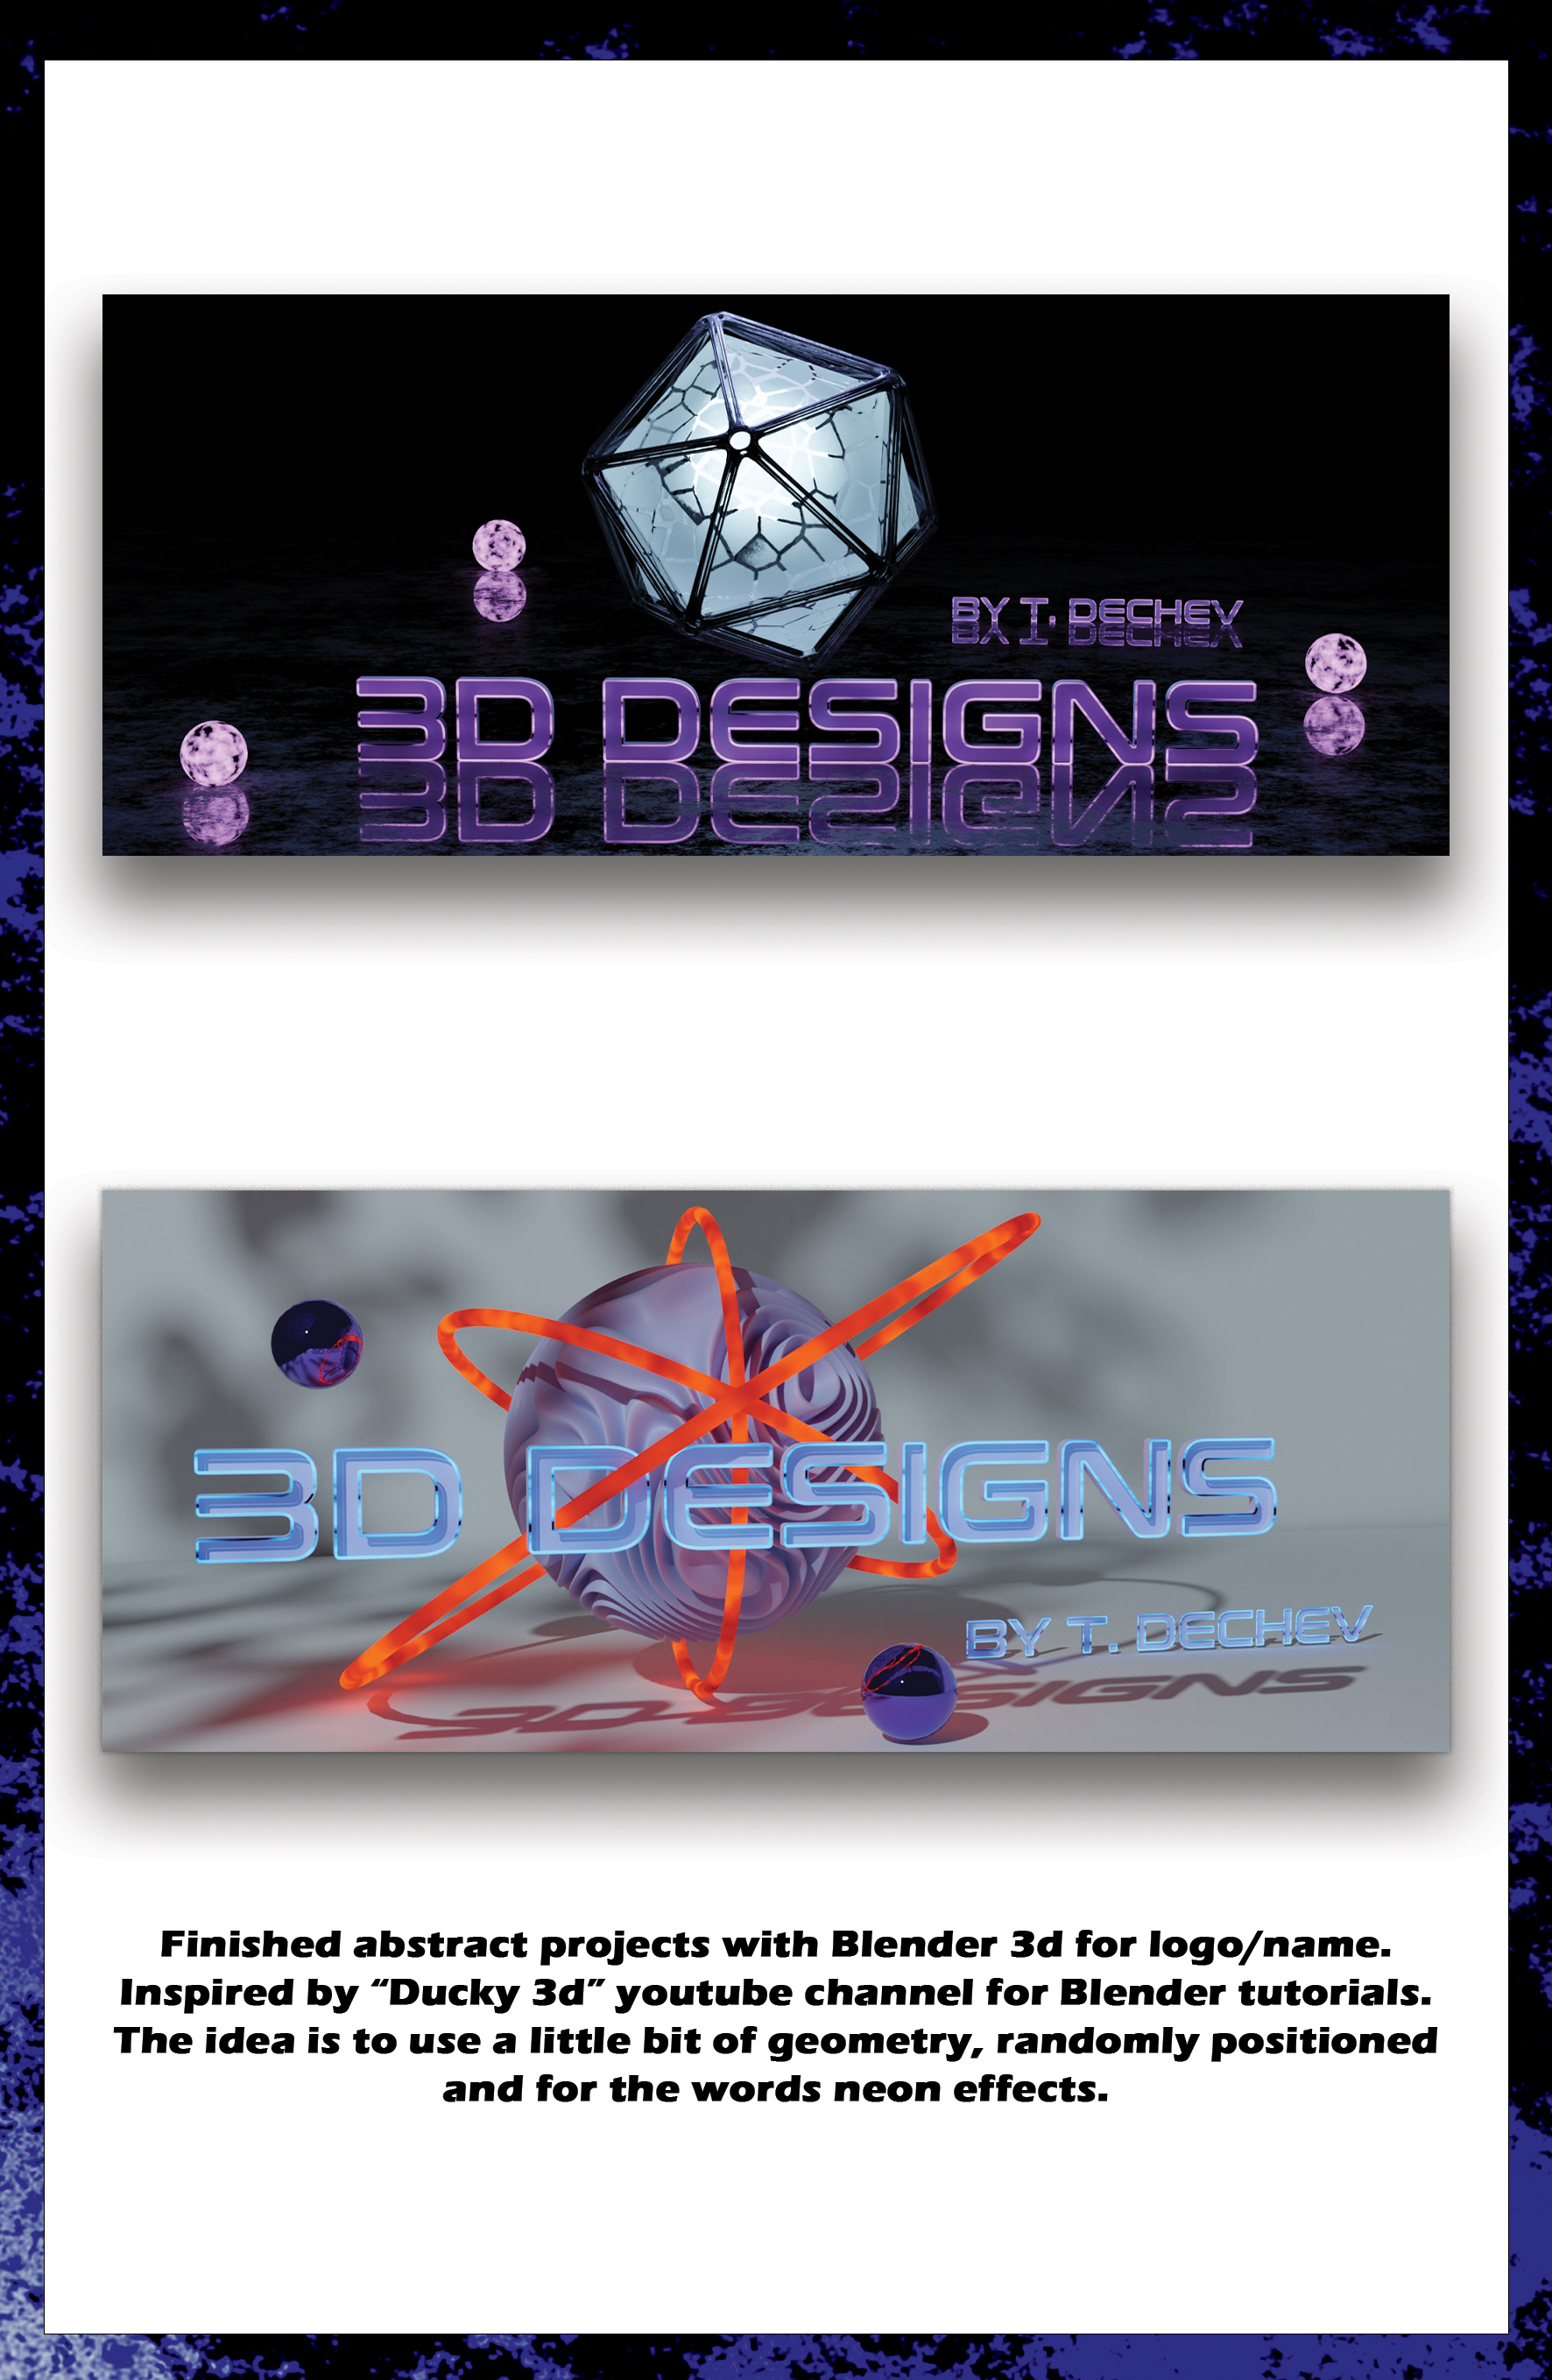 BY T. DECHEV
3D DESIGNS
3D DESIGNS
BY T. DECHEV
Finished abstract projects with Blender 3d for logo/name.
Inspired by “Ducky 3d” youtube channel for Blender tutorials.
The idea is to use a little bit of geometry, randomly positioned
and for the words neon effects.